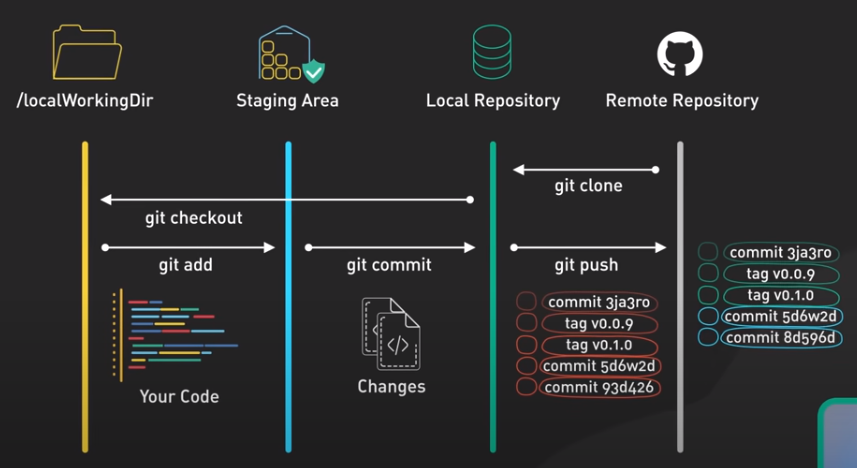 /localWorkingDir
Staging Area
Local Repository
Remote Repository
git clone
git checkout
git add
git commit
git push
commit 3ja3ro
tag v0.0.9
tag v0.1.0
commit 5d6w2d
commit 8d596d
commit 3ja3ro
tag v0.0.9
tag v0.1.0
commit 5d6w2d
commit 93d426
</>
Changes
Your Code